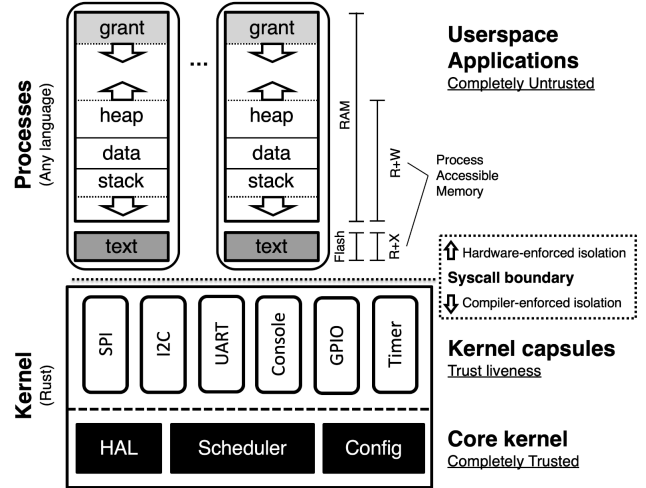 Processes
(Any language)
grant
heap
data
stack
text
...
grant
heap
data
stack
text
RAM
Flash
R+W
R+X
Process
Accessible
Memory
Userspace
Applications
Completely Untrusted
Hardware-enforced isolation
Syscall boundary
Compiler-enforced isolation
Kernel
(Rust)
SPI
I2C
UART
Console
GPIO
Timer
Kernel capsules
Trust liveness
HAL
Scheduler
Config
Core kernel
Completely Trusted